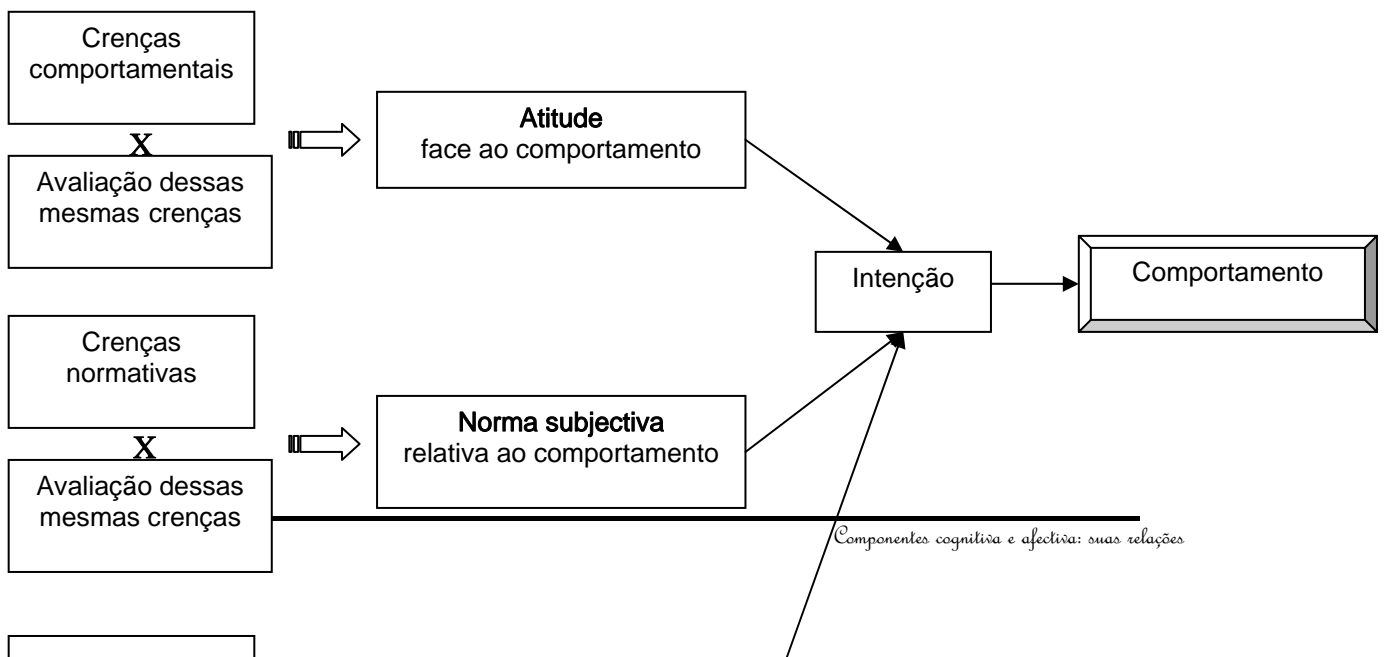 Crenças
comportamentais
X
Avaliação dessas
mesmas crenças
Atitude
face ao comportamento
Intenção
Comportamento
Crenças
normativas
X
Avaliação dessas
mesmas crenças
Norma subjectiva
relativa ao comportamento
Componentes cognitiva e afectiva: suas relações